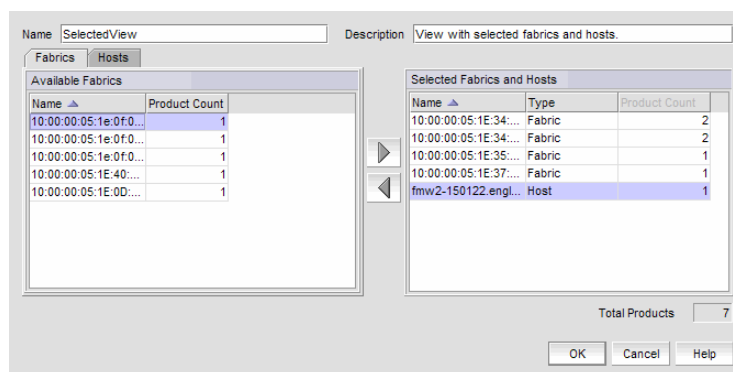 Name SelectedView Description View with selected fabrics and hosts.
Fabrics Hosts
Available Fabrics
Name Product Count
10:00:00:05:1e:0f:0... 1
10:00:00:05:1e:0f:0... 1
10:00:00:05:1e:0f:0... 1
10:00:00:05:1E:40:... 1
10:00:00:05:1E:0D:... 1
Selected Fabrics and Hosts
Name Type Product Count
10:00:00:05:1E:34:... Fabric 2
10:00:00:05:1E:34:... Fabric 2
10:00:00:05:1E:35:... Fabric 1
10:00:00:05:1E:37:... Fabric 1
fmw2-150122.engl... Host 1
Total Products 7
OK Cancel Help